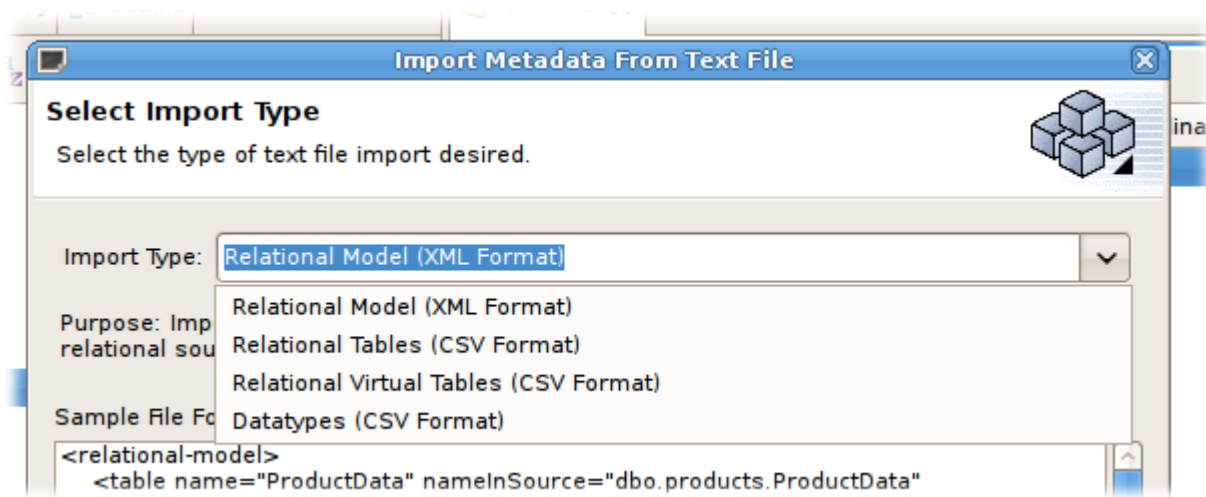 Import Metadata From Text File
Select Import Type
Select the type of text file import desired.
ina
Import Type: Relational Model (XML Format)
Relational Model (XML Format)
Purpose: Imp
relational sou
Relational Tables (CSV Format)
Relational Virtual Tables (CSV Format)
Datatypes (CSV Format)
Sample File Fo
<relational-model>
<table name="ProductData" nameInSource="dbo.products.ProductData"